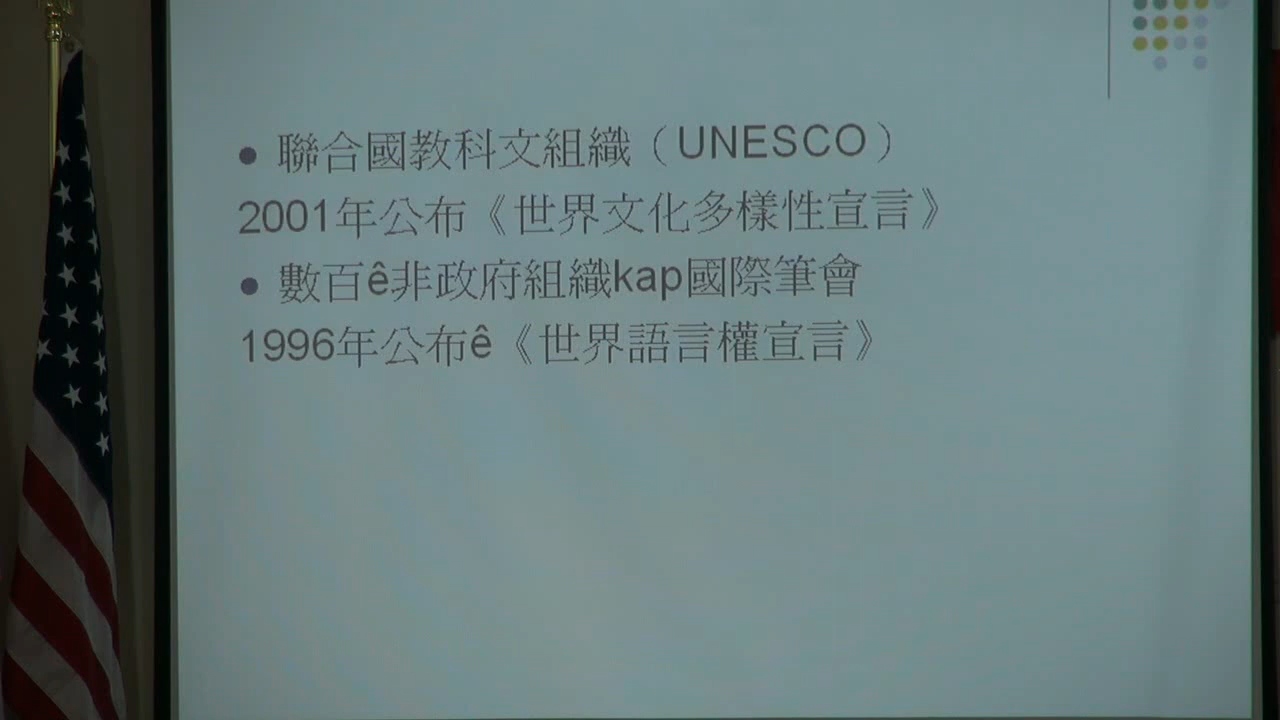 ● 聯合國教科文組織（UNESCO）
2001年公布《世界文化多樣性宣言》
● 數百ê非政府組織kap國際筆會
1996年公布ê《世界語言權宣言》